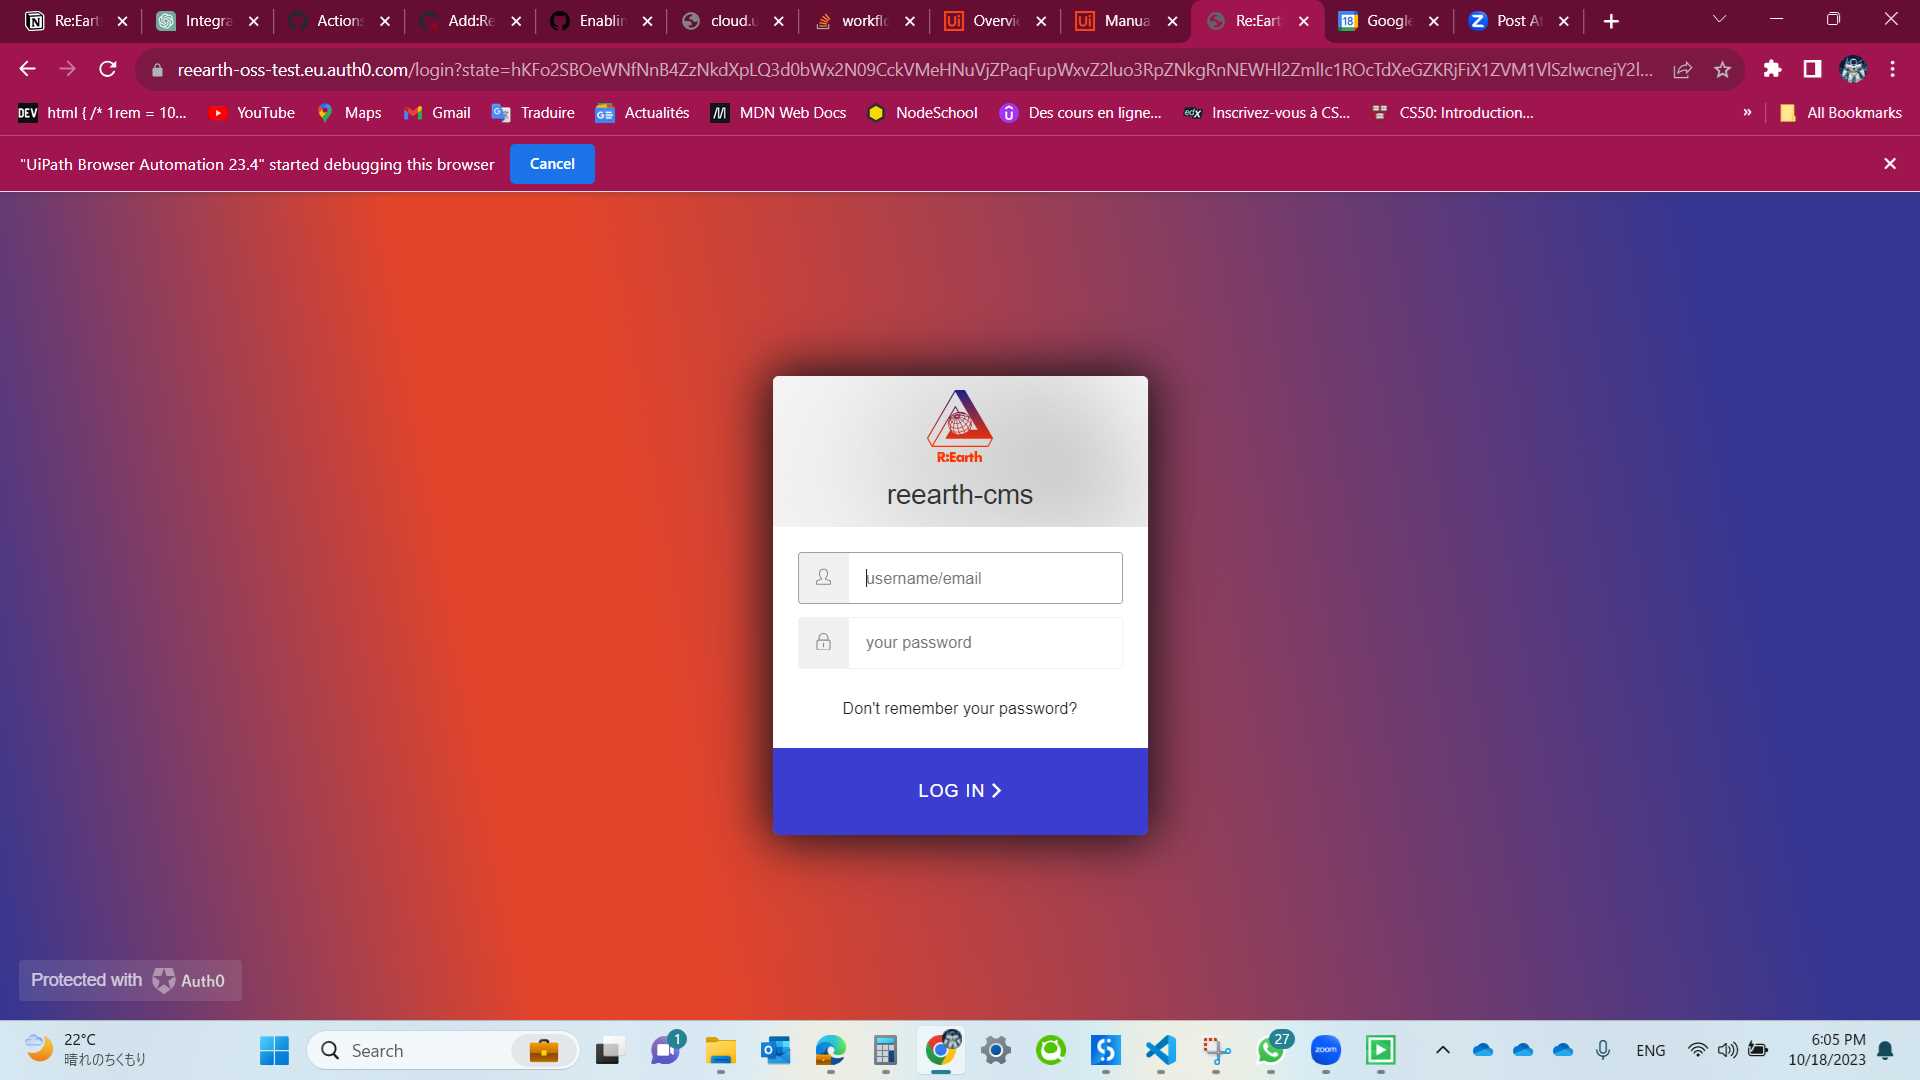 Re:Eart
Integra
Actions
Add:Re
Enablin
cloud.u
workflo
Overvie
Manua
Re:Eart
Google
Post At
reearth-oss-test.eu.auth0.com/login?state=
DEV html { /* 1rem = 10...
YouTube
Maps
Gmail
Traduire
Actualités
MDN Web Docs
NodeSchool
Des cours en ligne...
edX Inscrivez-vous à CS...
CS50: Introduction...
»
All Bookmarks
"UiPath Browser Automation 23.4" started debugging this browser
Cancel
R:Earth
reearth-cms
username/email
your password
Don't remember your password?
LOG IN
Protected with Auth0
22°C
晴れのちくもり
Search
1
27
zoom
ENG
6:05 PM
10/18/2023